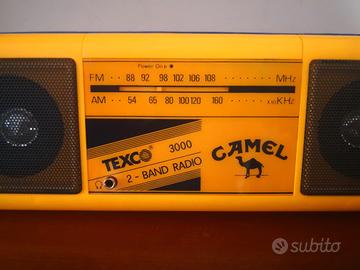 Power On
FM 88 92 98 102 106 108 MHz
AM 54 65 80 100 120 160 x10 KHz
TEXCO 3000
2-BAND RADIO
CAMEL
subito